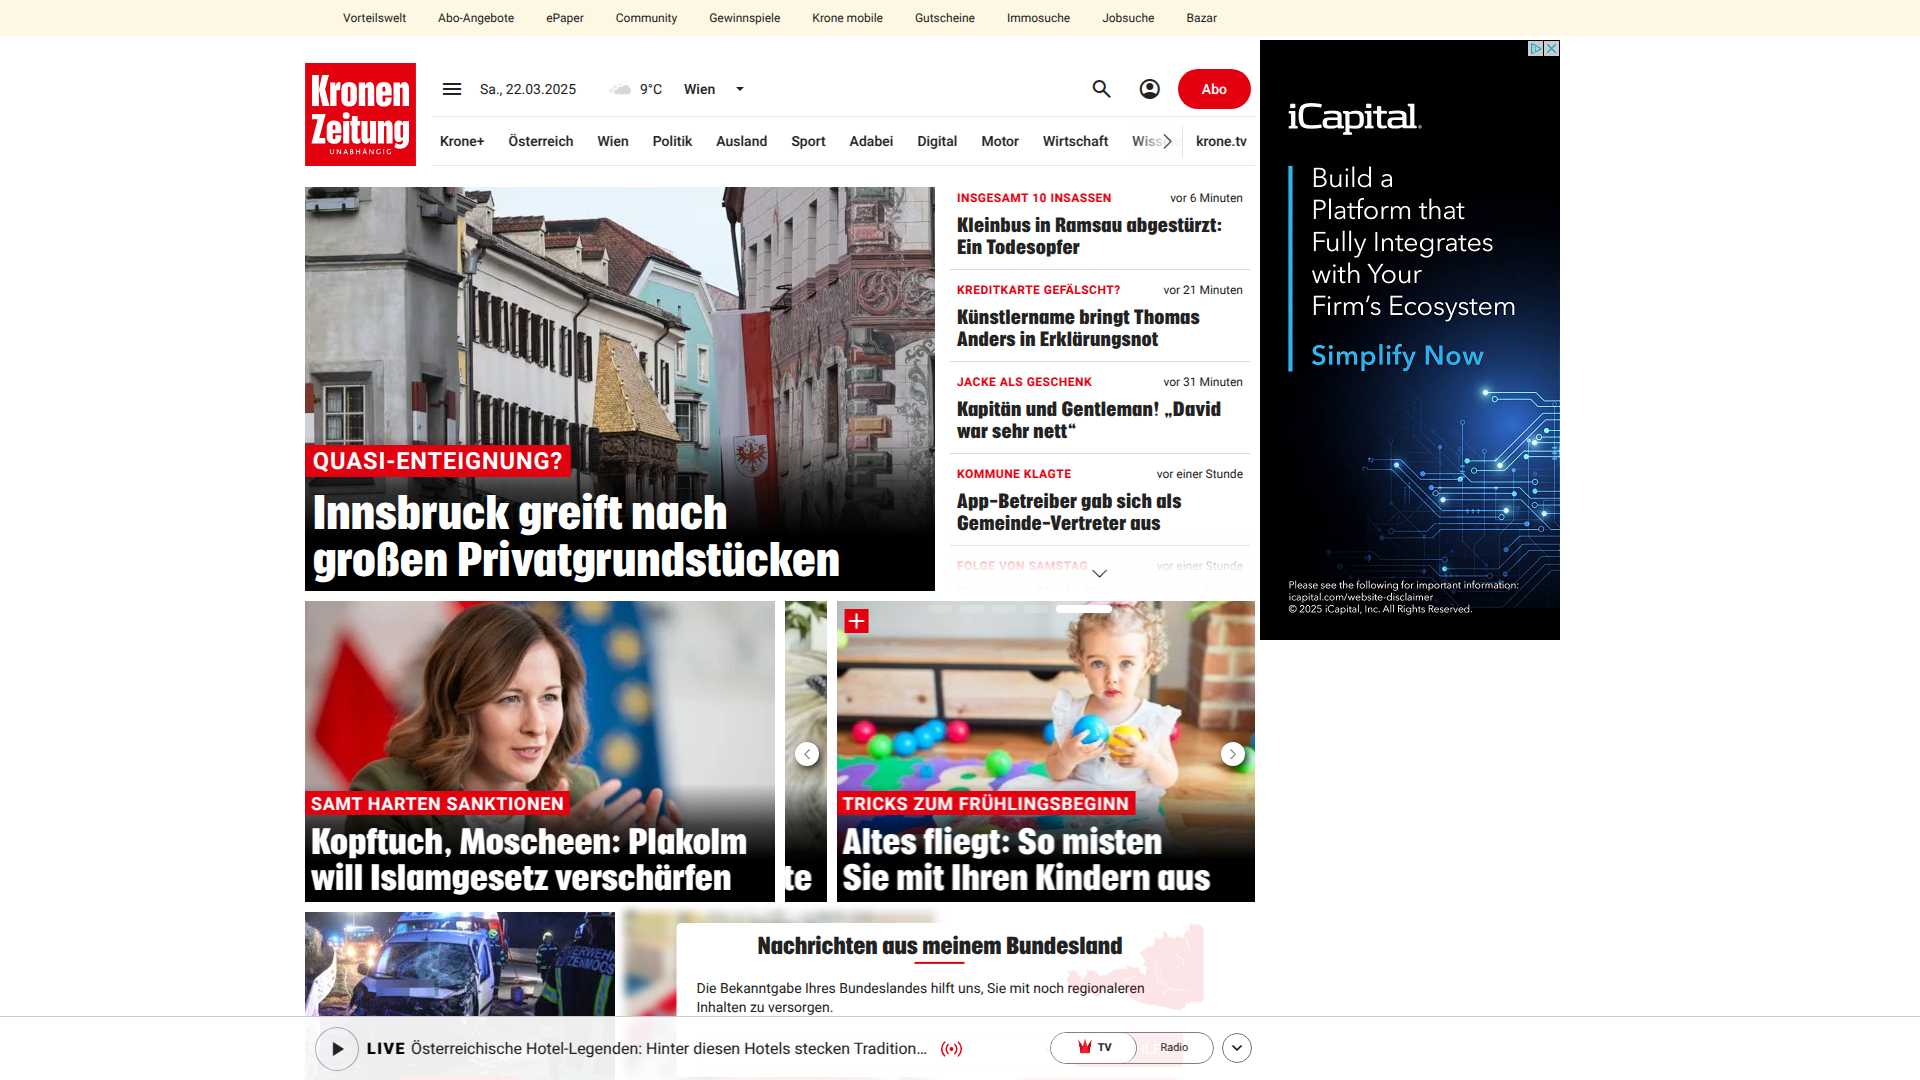 Vorteilswelt Abo-Angebote ePaper Community Gewinnspiele Krone mobile Gutscheine Immosuche Jobsuche Bazar
Kronen
Zeitung
UNABHÄNGIG
Sa., 22.03.2025 9°C Wien Abo
Krone+ Österreich Wien Politik Ausland Sport Adabei Digital Motor Wirtschaft krone.tv
QUASI-ENTEIGNUNG?
Innsbruck greift nach
großen Privatgrundstücken
INSGESAMT 10 INSASSEN vor 6 Minuten
Kleinbus in Ramsau abgestürzt:
Ein Todesopfer
KREDITKARTE GEFÄLSCHT? vor 21 Minuten
Künstlername bringt Thomas
Anders in Erklärungsnot
JACKE ALS GESCHENK vor 31 Minuten
Kapitän und Gentleman! „David
war sehr nett“
KOMMUNE KLAGTE vor einer Stunde
App-Betreiber gab sich als
Gemeinde-Vertreter aus
FOLGE VON SAMSTAG vor einer Stunde
iCapital.
Build a
Platform that
Fully Integrates
with Your
Firm’s Ecosystem
Simplify Now
Please see the following for important information:
icapital.com/website-disclaimer
© 2025 iCapital, Inc. All Rights Reserved.
SAMT HARTEN SANKTIONEN
Kopftuch, Moscheen: Plakolm
will Islamgesetz verschärfen
te
TRICKS ZUM FRÜHLINGSBEGINN
Altes fliegt: So misten
Sie mit Ihren Kindern aus
Nachrichten aus meinem Bundesland
Die Bekanntgabe Ihres Bundeslandes hilft uns, Sie mit noch regionaleren
Inhalten zu versorgen.
LIVE Österreichische Hotel-Legenden: Hinter diesen Hotels stecken Tradition... TV Radio